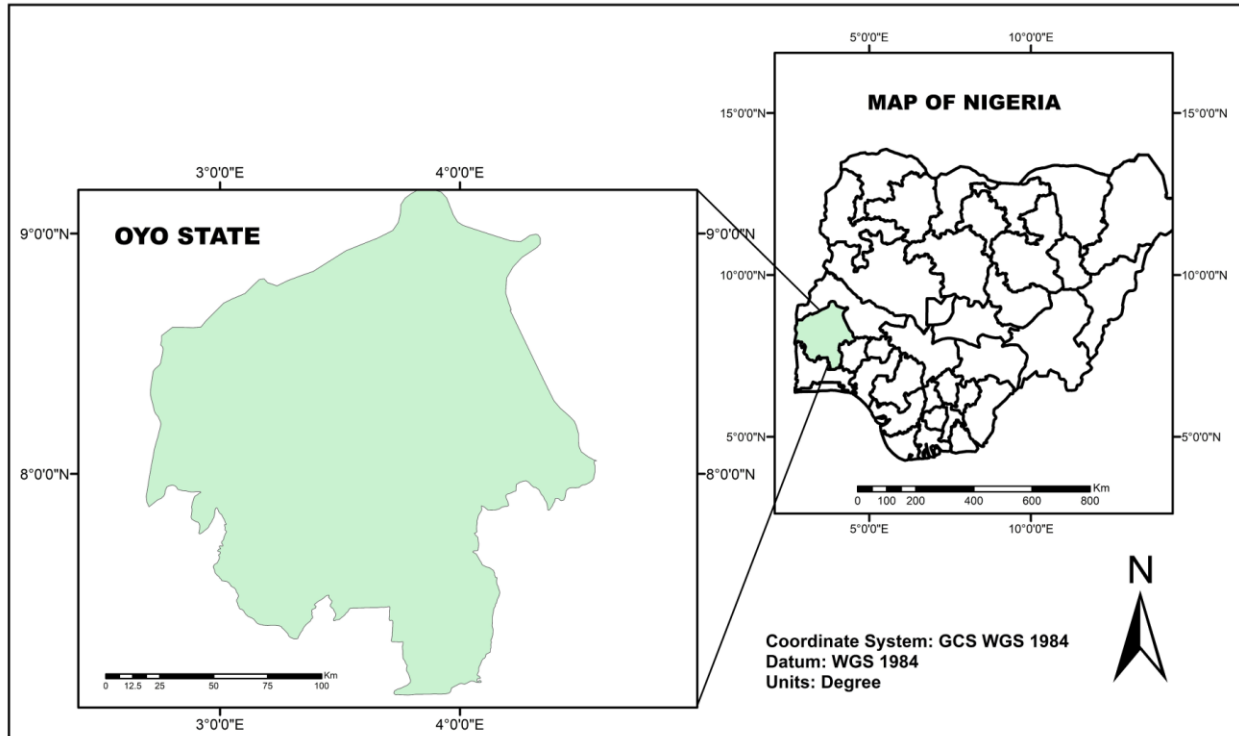 5°0'0"E 10°0'0"E
MAP OF NIGERIA
15°0'0"N 15°0'0"N
3°0'0"E 4°0'0"E
OYO STATE
9°0'0"N 9°0'0"N
10°0'0"N 10°0'0"N
5°0'0"N 5°0'0"N
8°0'0"N 8°0'0"N
Km
0 100 200 400 600 800
5°0'0"E 10°0'0"E
N
Coordinate System: GCS WGS 1984
Datum: WGS 1984
Units: Degree
Km
0 12.5 25 50 75 100
3°0'0"E 4°0'0"E